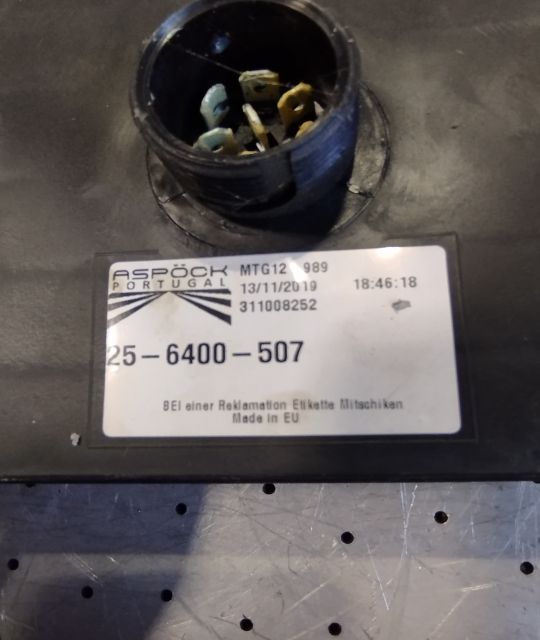 ASPÖCK
PORTUGAL
MTG12 989
13/11/2019 18:46:18
311008252
25-6400-507
BEI einer Reklamation Etikette Mitschiken
Made in EU